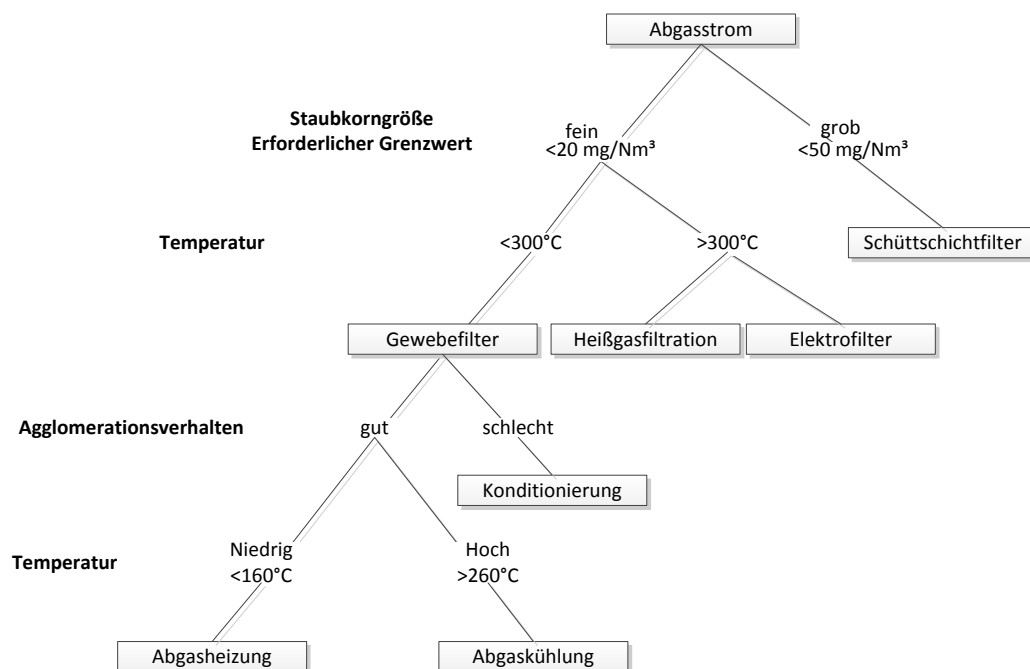 Abgasstrom
Staubkorngröße
Erforderlicher Grenzwert
fein
<20 mg/Nm³
grob
<50 mg/Nm³
Temperatur
<300°C
>300°C
Schüttschichtfilter
Gewebefilter
Heißgasfiltration
Elektrofilter
Agglomerationsverhalten
gut
schlecht
Konditionierung
Temperatur
Niedrig
<160°C
Hoch
>260°C
Abgasheizung
Abgaskühlung